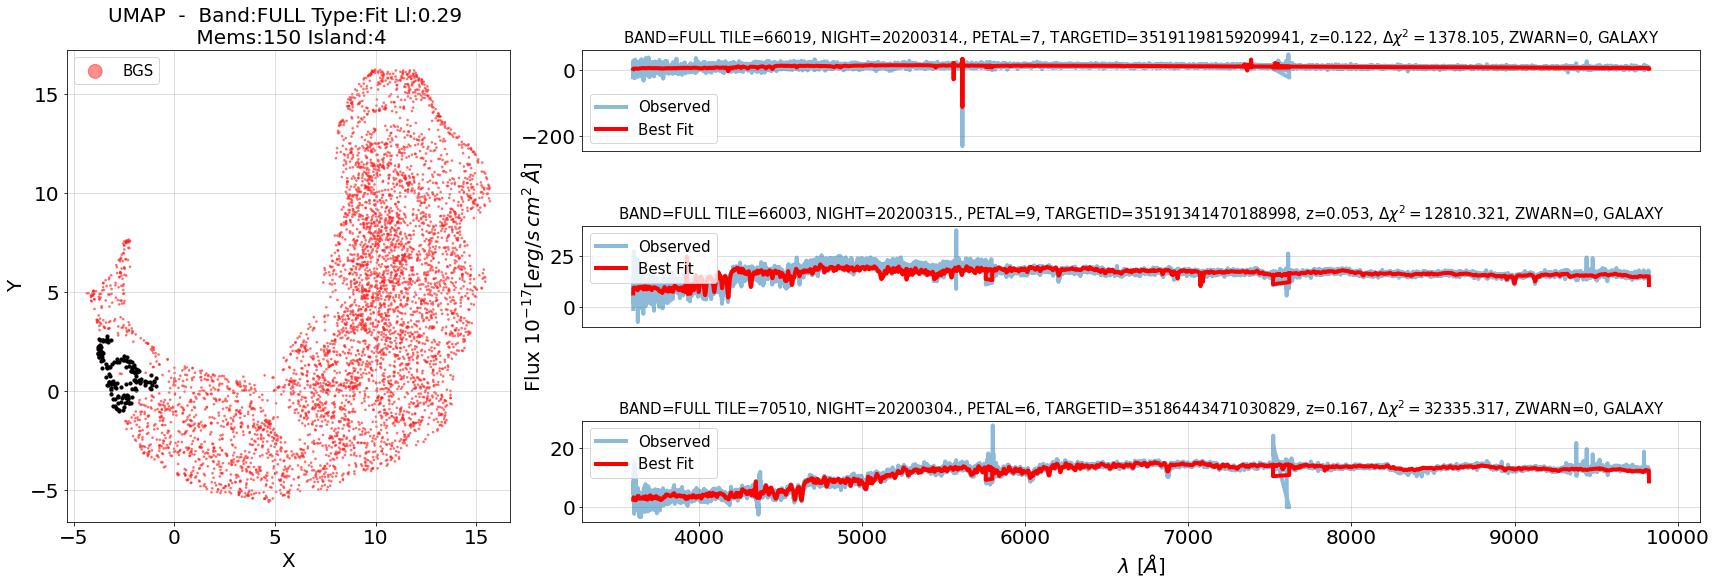 UMAP  -  Band:FULL Type:Fit Ll:0.29
Mems:150 Island:4
BGS
15
10
5
0
−5
Y
−5 0 5 10 15
X
BAND=FULL TILE=66019, NIGHT=20200314., PETAL=7, TARGETID=35191198159209941, z=0.122, Δχ² = 1378.105, ZWARN=0, GALAXY
0
−200
Observed
Best Fit
BAND=FULL TILE=66003, NIGHT=20200315., PETAL=9, TARGETID=35191341470188998, z=0.053, Δχ² = 12810.321, ZWARN=0, GALAXY
25
0
Observed
Best Fit
Flux 10⁻¹⁷[erg/s cm² Å]
BAND=FULL TILE=70510, NIGHT=20200304., PETAL=6, TARGETID=35186443471030829, z=0.167, Δχ² = 32335.317, ZWARN=0, GALAXY
20
0
Observed
Best Fit
4000 5000 6000 7000 8000 9000 10000
λ [Å]